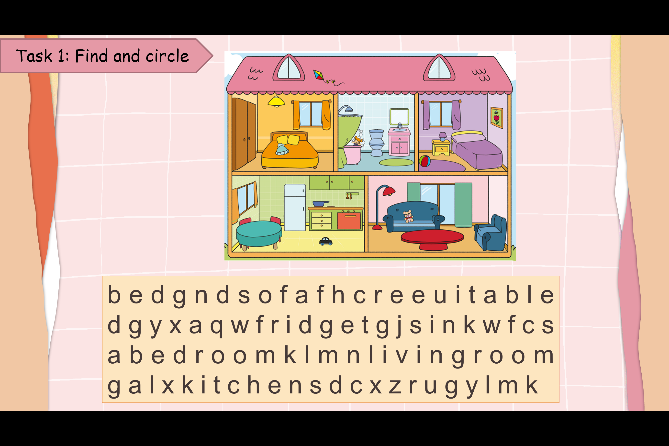 Task 1: Find and circle
b e d g n d s o f a f h c r e e u i t a b l e
d g y x a q w f r i d g e t g j s i n k w f c s
a b e d r o o m k l m n l i v i n g r o o m
g a l x k i t c h e n s d c x z r u g y l m k